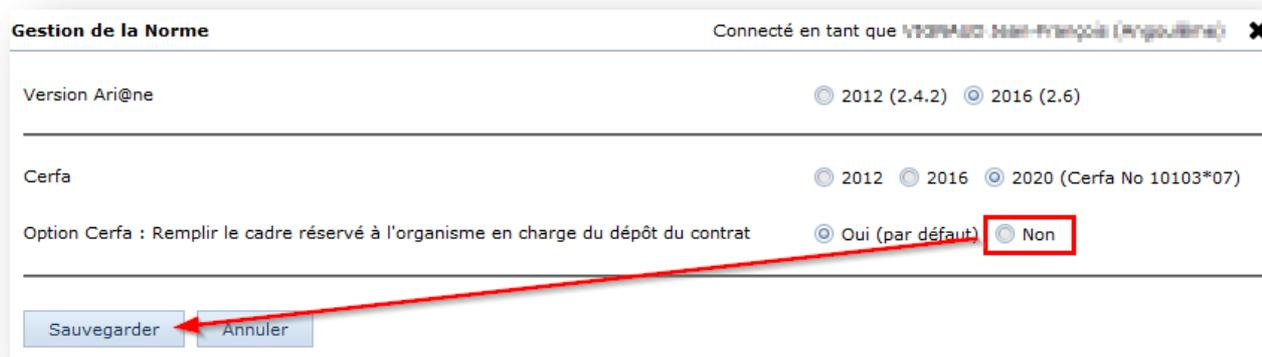 Gestion de la Norme Connecté en tant que
Version Ari@ne 2012 (2.4.2) 2016 (2.6)
Cerfa 2012 2016 2020 (Cerfa No 10103*07)
Option Cerfa : Remplir le cadre réservé à l'organisme en charge du dépôt du contrat Oui (par défaut) Non
Sauvegarder Annuler